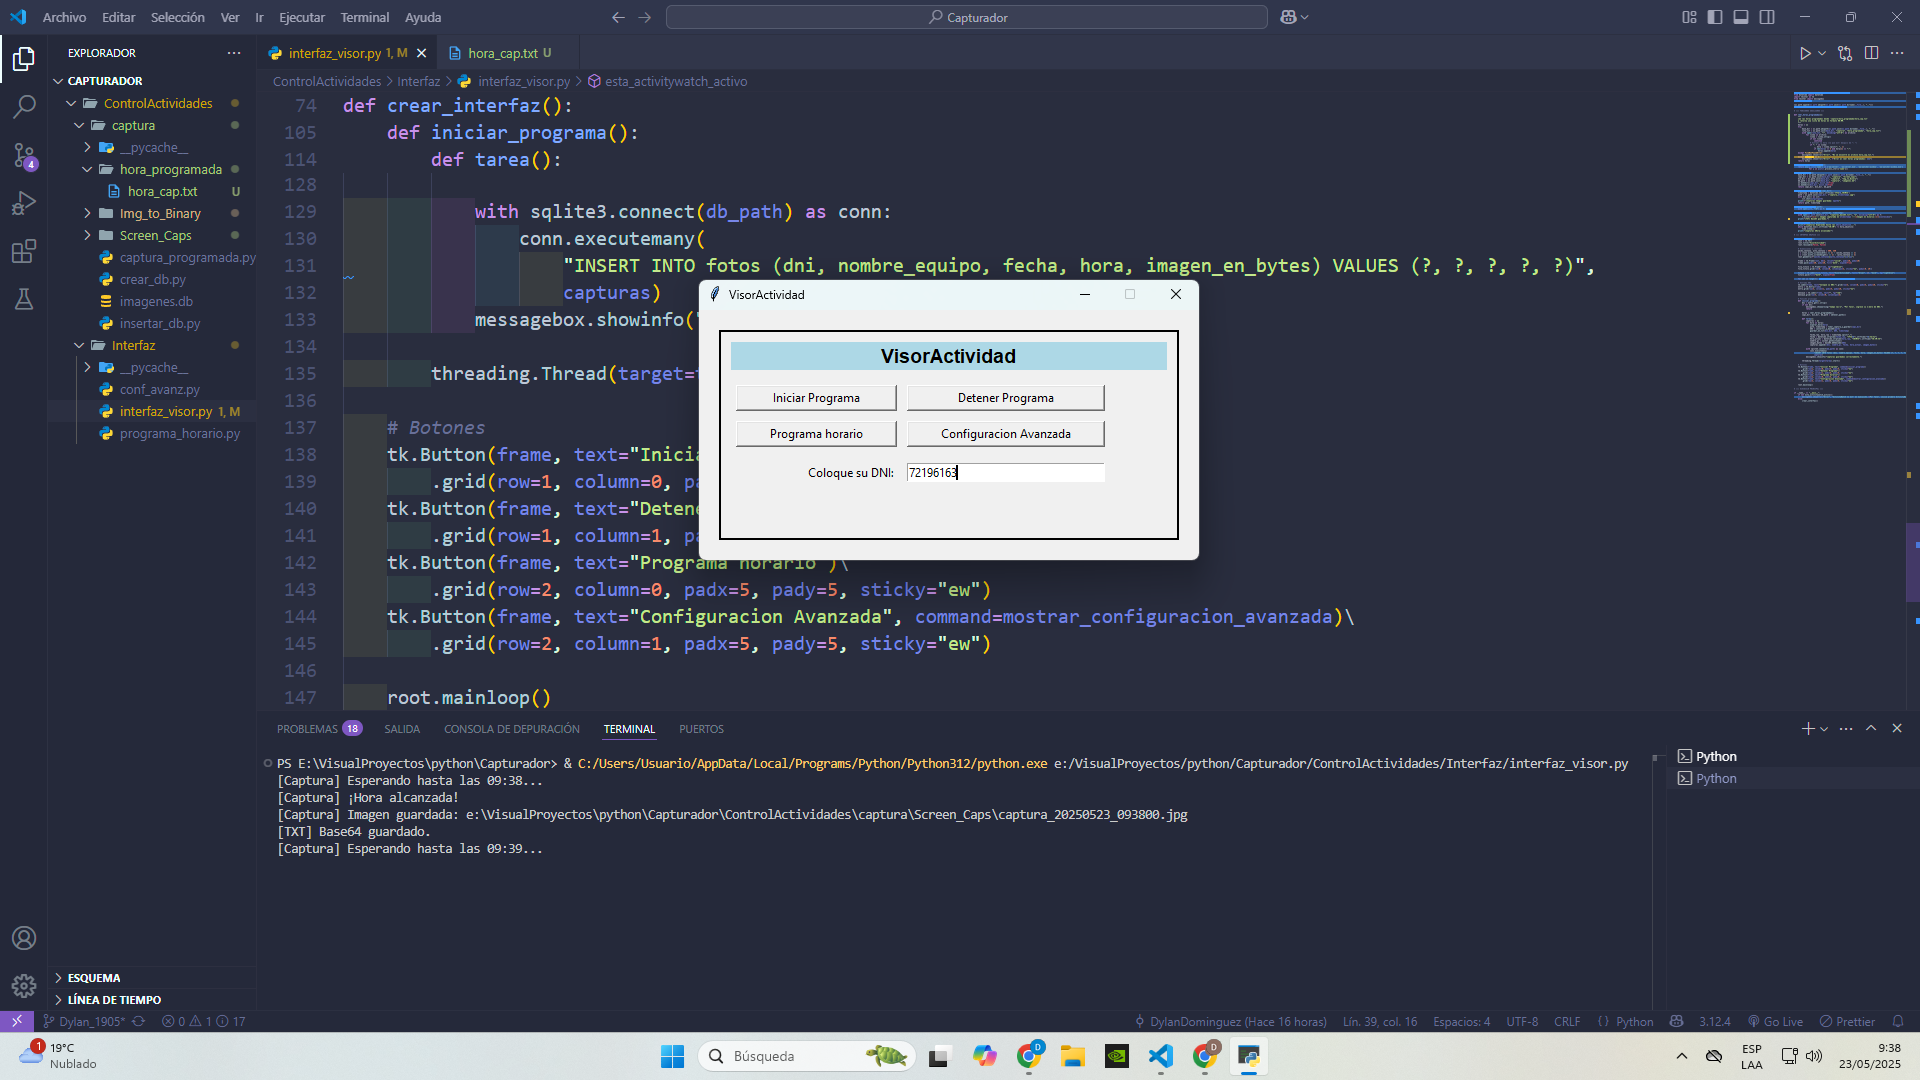 Archivo Editar Selección Ver Ir Ejecutar Terminal Ayuda
Capturador
EXPLORADOR
CAPTURADOR
ControlActividades
captura
__pycache__
hora_programada
hora_cap.txt U
Img_to_Binary
Screen_Caps
captura_programada.py
crear_db.py
imagenes.db
insertar_db.py
Interfaz
__pycache__
conf_avanz.py
interfaz_visor.py 1, M
programa_horario.py
ESQUEMA
LÍNEA DE TIEMPO
4
interfaz_visor.py 1, M
hora_cap.txt U
ControlActividades > Interfaz > interfaz_visor.py > esta_activitywatch_activo
74 def crear_interfaz():
105 def iniciar_programa():
114 def tarea():
128
129 with sqlite3.connect(db_path) as conn:
130 conn.executemany(
131 "INSERT INTO fotos (dni, nombre_equipo, fecha, hora, imagen_en_bytes) VALUES (?, ?, ?, ?, ?)",
132 capturas)
133 messagebox.showinfo(
134
135 threading.Thread(target=
136
137 # Botones
138 tk.Button(frame, text="Inicia
139 .grid(row=1, column=0, pa
140 tk.Button(frame, text="Detene
141 .grid(row=1, column=1, pa
142 tk.Button(frame, text="Programa horario")\
143 .grid(row=2, column=0, padx=5, pady=5, sticky="ew")
144 tk.Button(frame, text="Configuracion Avanzada", command=mostrar_configuracion_avanzada)\
145 .grid(row=2, column=1, padx=5, pady=5, sticky="ew")
146
147 root.mainloop()
VisorActividad
VisorActividad
Iniciar Programa Detener Programa
Programa horario Configuracion Avanzada
Coloque su DNI: 72196163
PROBLEMAS 18 SALIDA CONSOLA DE DEPURACIÓN TERMINAL PUERTOS
PS E:\VisualProyectos\python\Capturador> & C:/Users/Usuario/AppData/Local/Programs/Python/Python312/python.exe e:/VisualProyectos/python/Capturador/ControlActividades/Interfaz/interfaz_visor.py
[Captura] Esperando hasta las 09:38...
[Captura] ¡Hora alcanzada!
[Captura] Imagen guardada: e:\VisualProyectos\python\Capturador\ControlActividades\captura\Screen_Caps\captura_20250523_093800.jpg
[TXT] Base64 guardado.
[Captura] Esperando hasta las 09:39...
Python
Python
Dylan_1905* 0 1 17
DylanDominguez (Hace 16 horas) Lín. 39, col. 16 Espacios: 4 UTF-8 CRLF { } Python 3.12.4 Go Live Prettier
1
19°C
Nublado
Búsqueda
D
D
ESP
LAA
9:38
23/05/2025